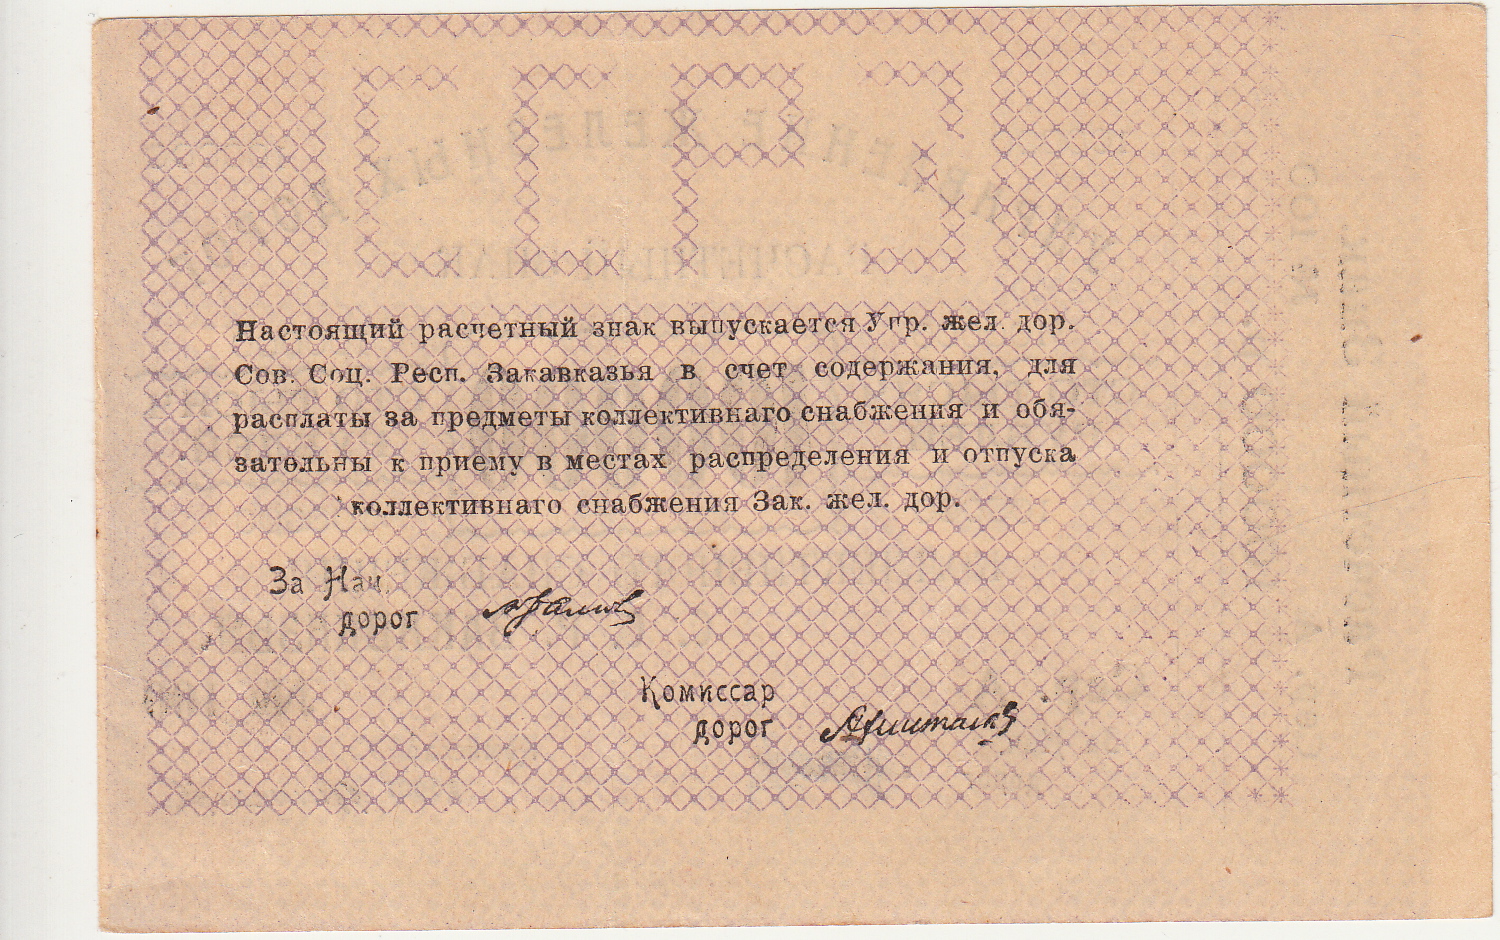 ССРГ
Настоящий расчетный знак выпускается Упр. жел. дор.
Сов. Соц. Респ. Закавказья в счет содержания, для
расплаты за предметы коллективнаго снабжения и обя-
зательны к приему в местах распределения и отпуска
коллективнаго снабжения Зак. жел. дор.
За Нач.
дорог
Комиссар
дорог